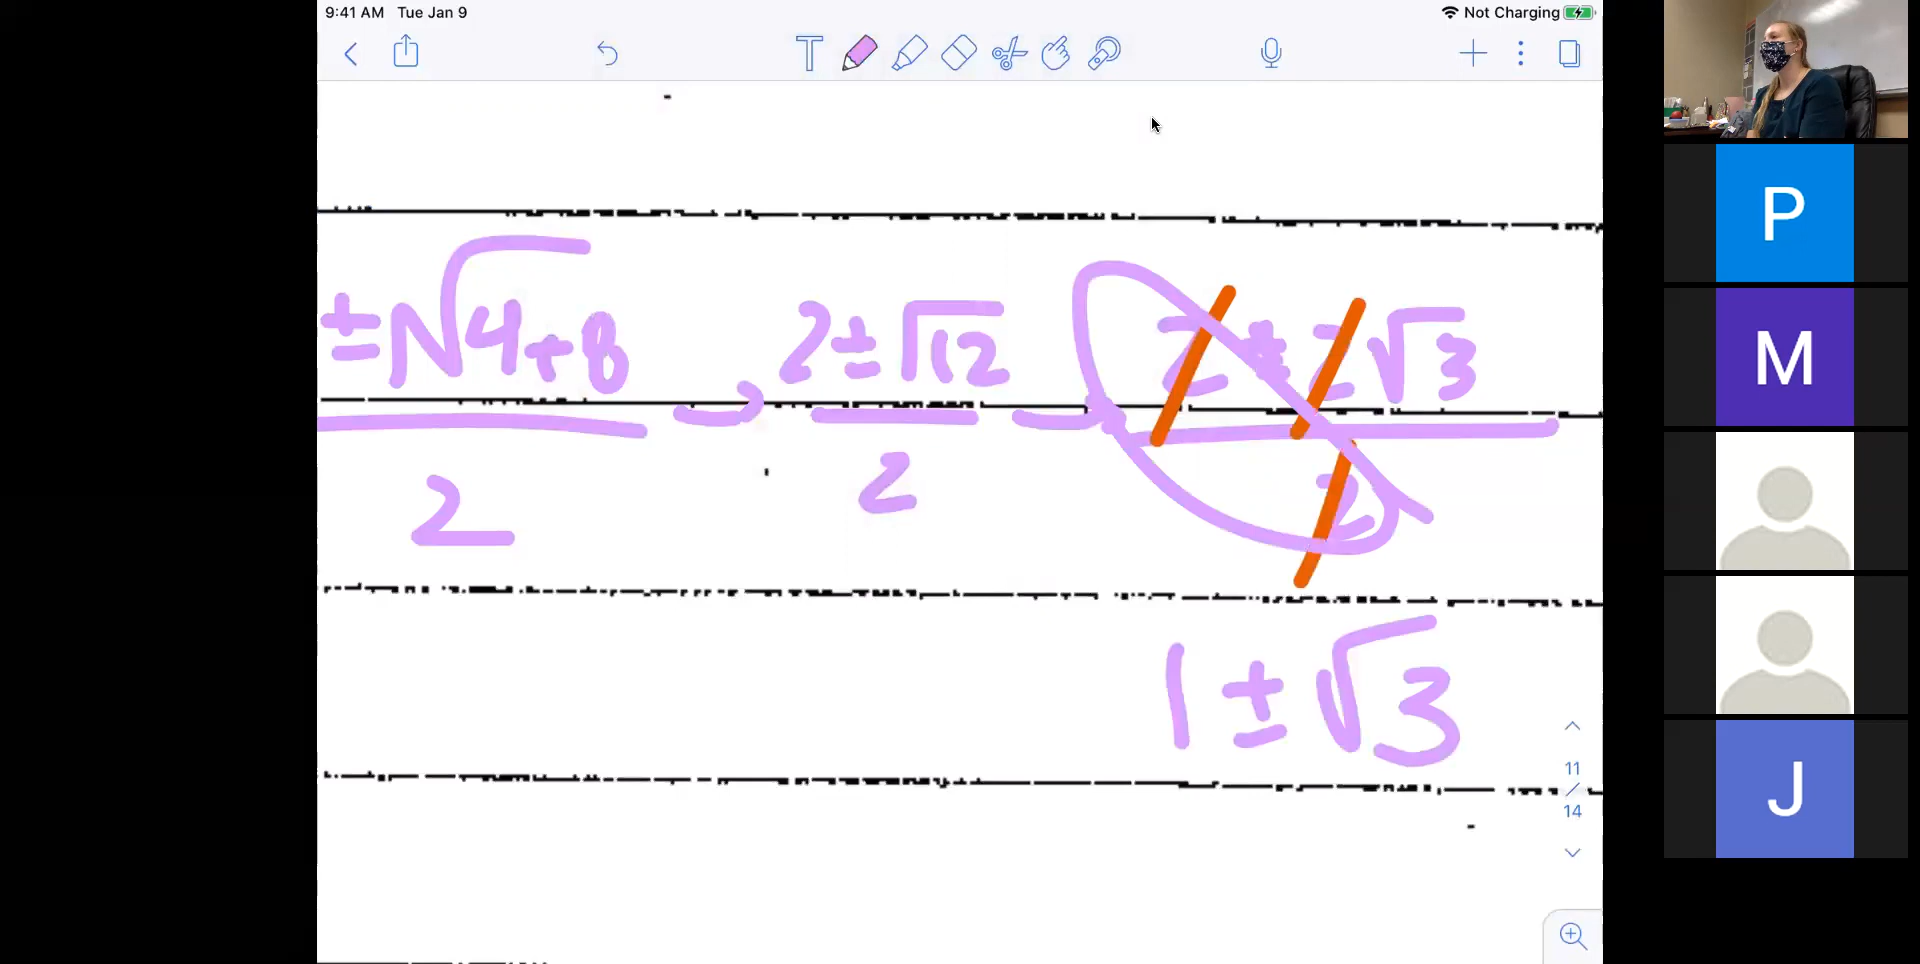 9:41 AM Tue Jan 9
Not Charging
T
± √4+8
2
2 ± √12
2
2 ± 2√3
2
1 ± √3
11
/
14
P
M
J